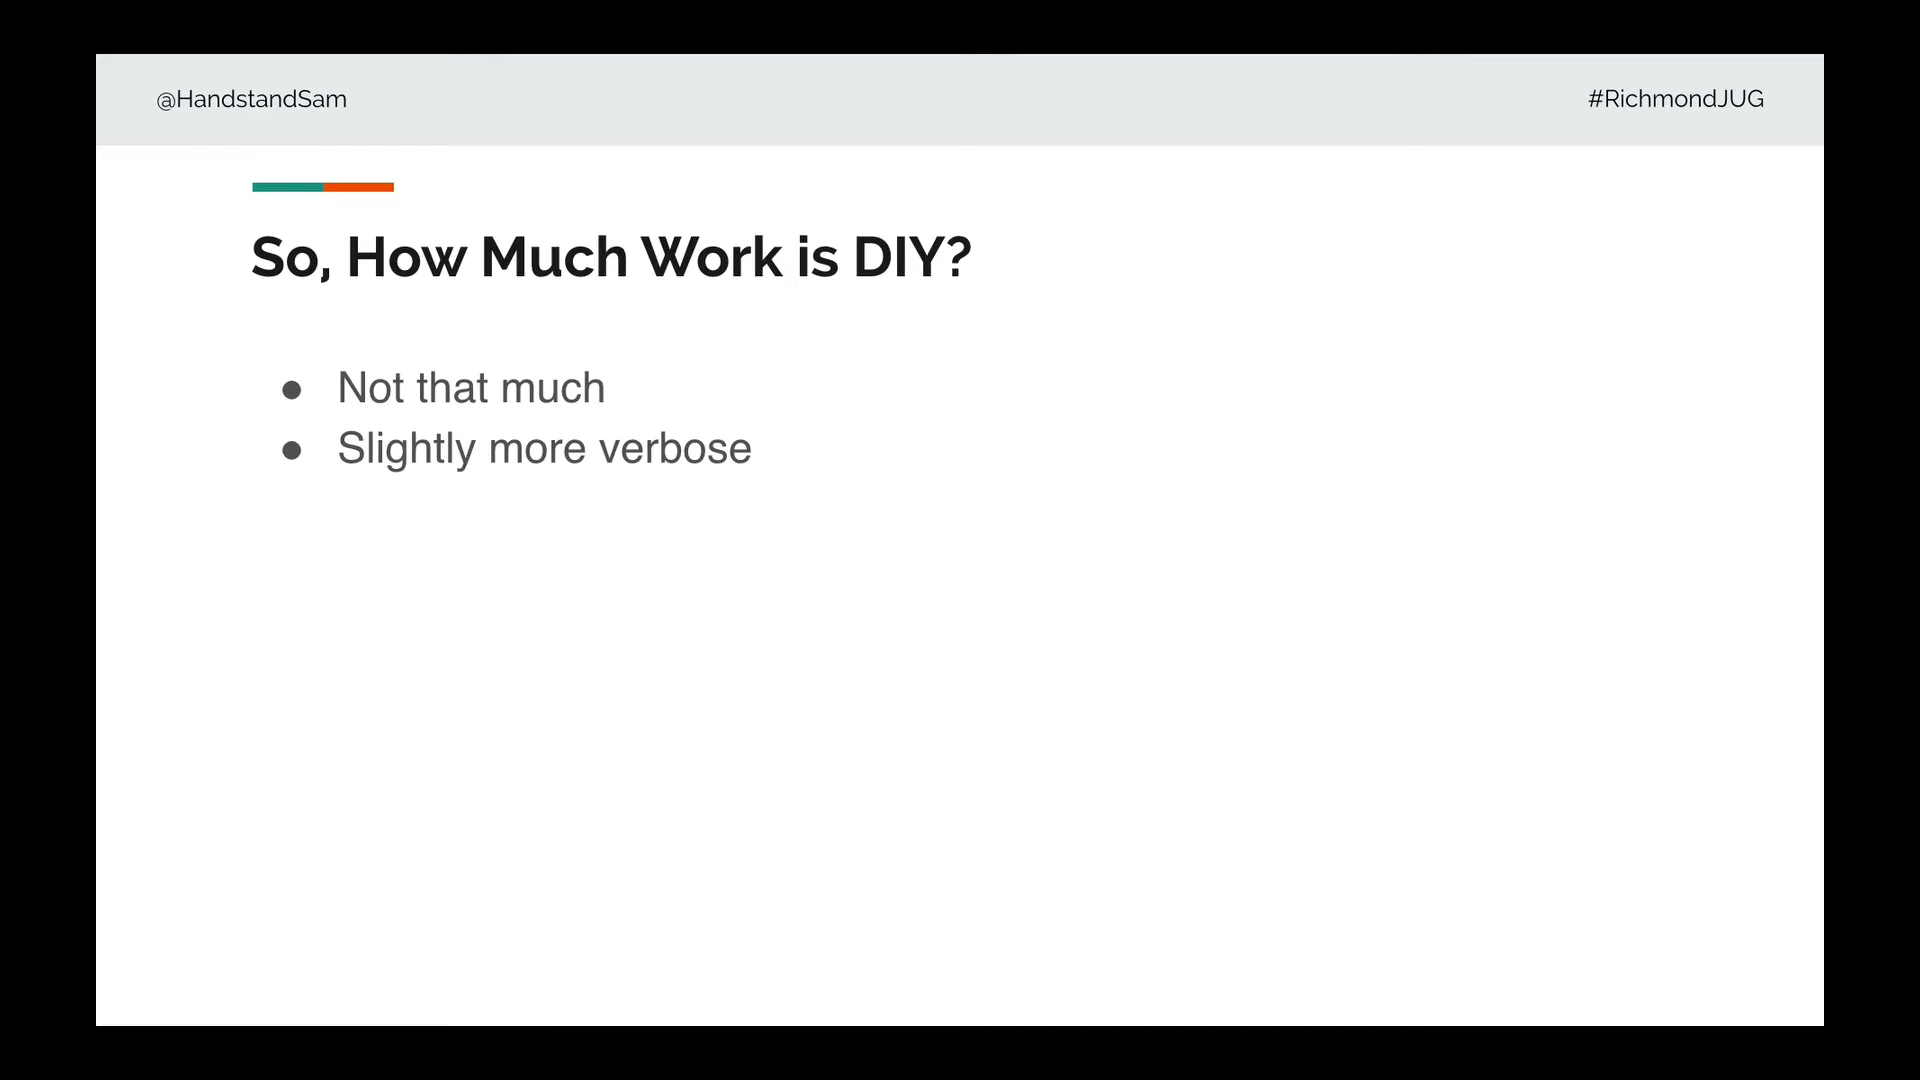 @HandstandSam
#RichmondJUG
So, How Much Work is DIY?
● Not that much
● Slightly more verbose